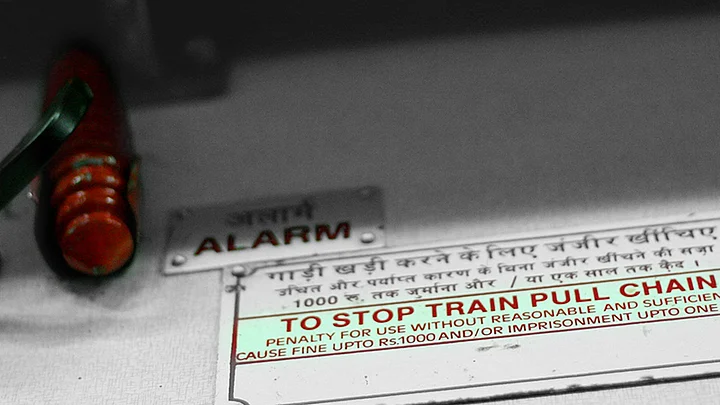 अलार्म
ALARM
गाड़ी खड़ी करने के लिए जंजीर खींचिए
उचित और पर्याप्त कारण के बिना जंजीर खींचने की सजा
1000 रू. तक जुर्माना और / या एक साल तक कैद ।
TO STOP TRAIN PULL CHAIN
PENALTY FOR USE WITHOUT REASONABLE AND SUFFICIEN
CAUSE FINE UPTO Rs.1000 AND/OR IMPRISONMENT UPTO ONE